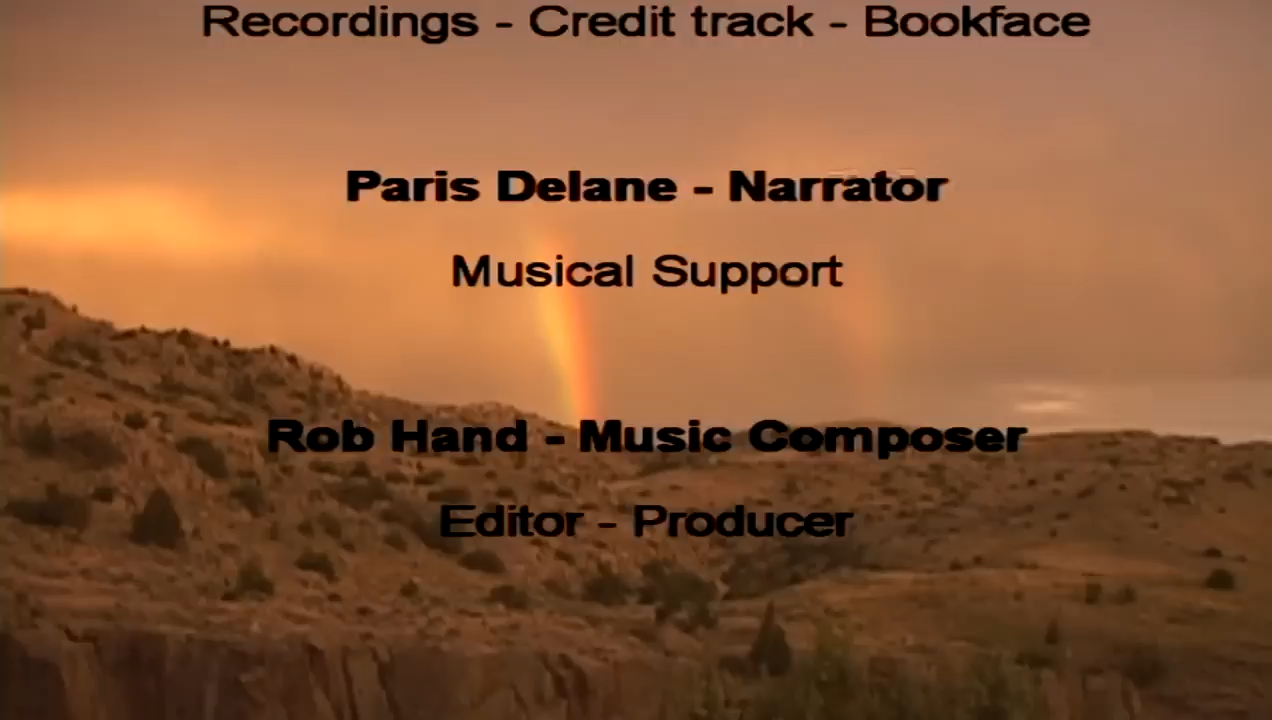 Recordings - Credit track - Bookface
Paris Delane - Narrator
Musical Support
Rob Hand - Music Composer
Editor - Producer